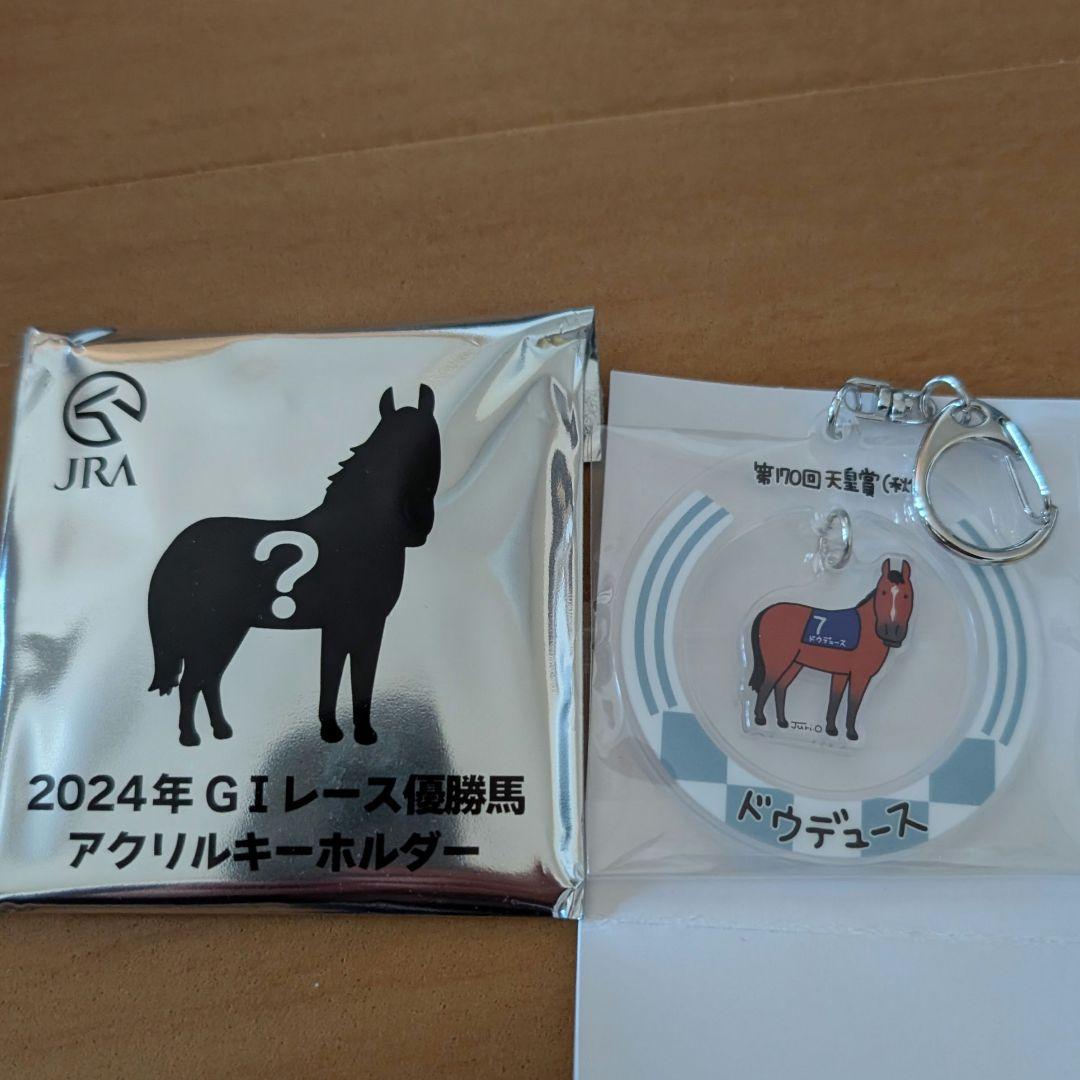 JRA
?
2024年 GIレース優勝馬
アクリルキーホルダー
第170回 天皇賞(秋
7
ドウデュース
Juri.O
ドウデュース